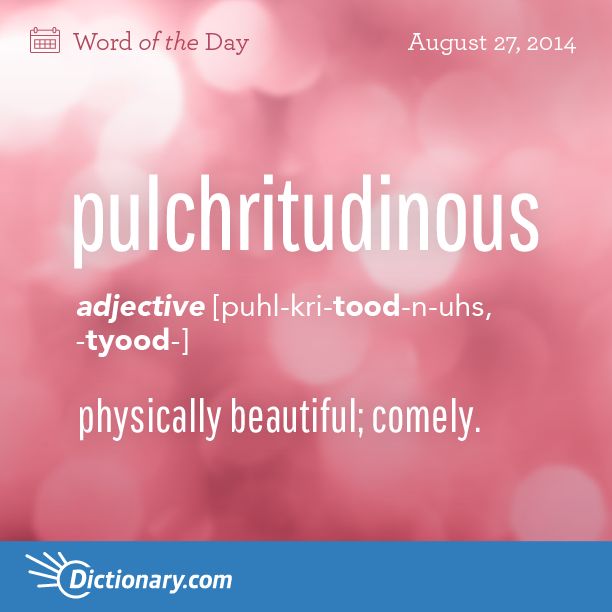 Word of the Day
August 27, 2014
pulchritudinous
adjective [puhl-kri-tood-n-uhs,
-tyood-]
physically beautiful; comely.
Dictionary.com